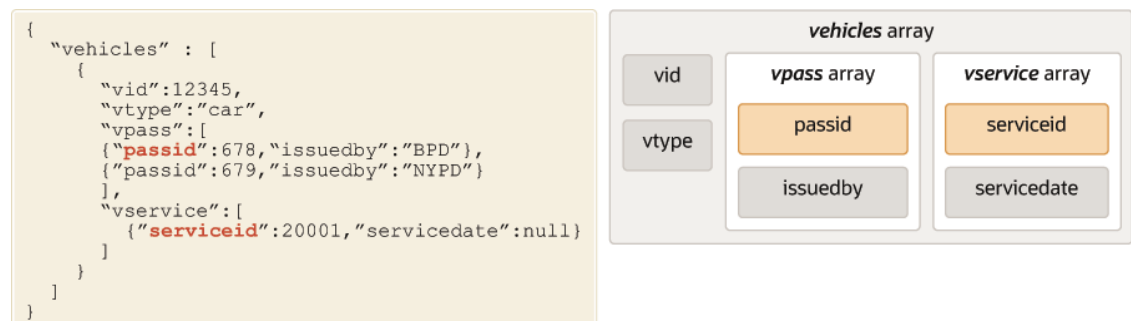 {
“vehicles” : [
{
“vid”:12345,
“vtype”:”car”,
“vpass”:[
{“passid”:678,“issuedby”:”BPD”},
{”passid”:679,”issuedby”:”NYPD”}
],
“vservice”:[
{”serviceid”:20001,”servicedate”:null}
]
}
]
}
vehicles array
vid
vtype
vpass array
passid
issuedby
vservice array
serviceid
servicedate